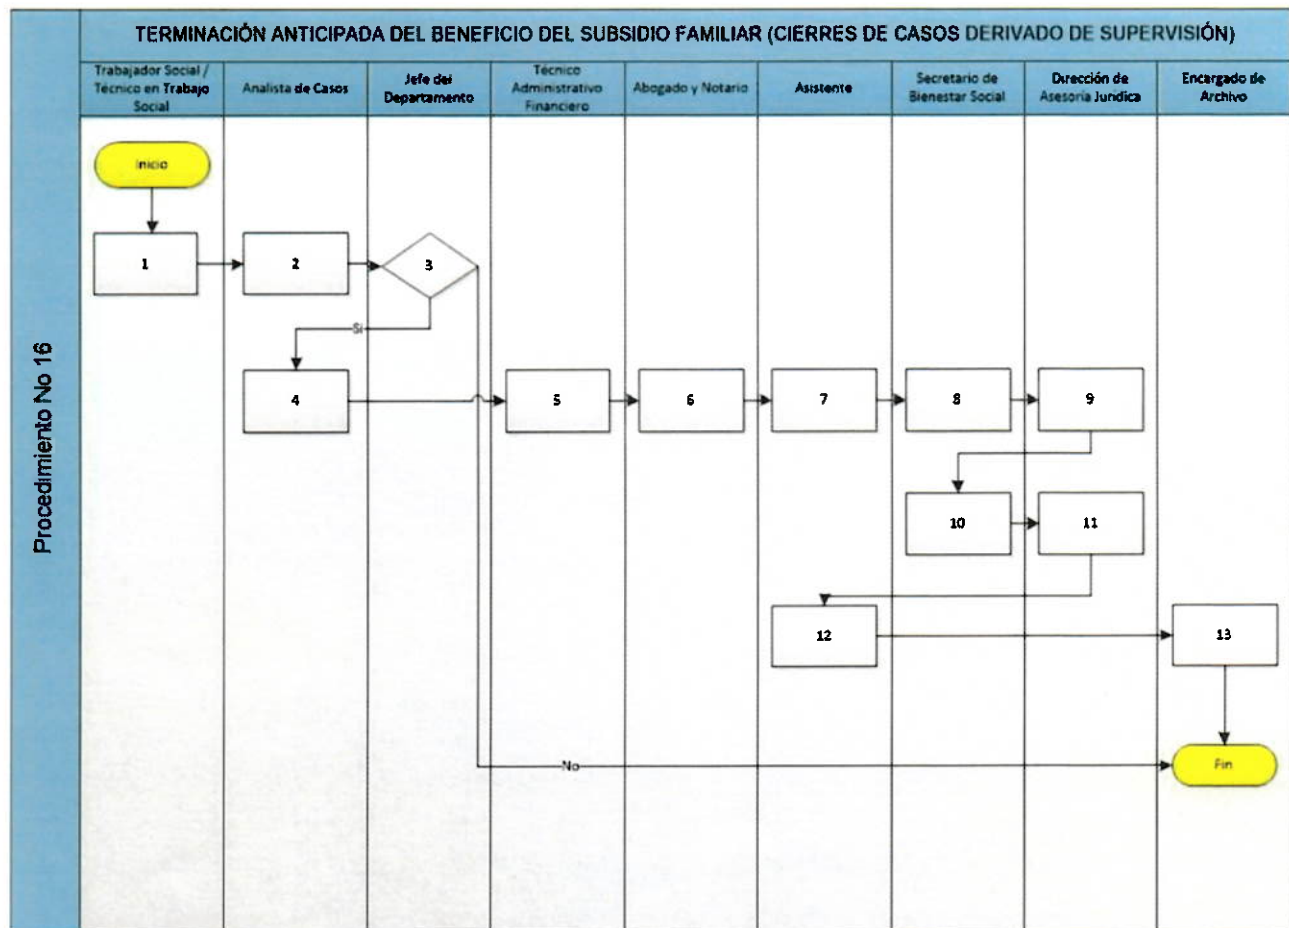 TERMINACIÓN ANTICIPADA DEL BENEFICIO DEL SUBSIDIO FAMILIAR (CIERRES DE CASOS DERIVADO DE SUPERVISIÓN)
Procedimiento No 16
Trabajador Social /
Técnico en Trabajo
Social
Analista de Casos
Jefe del
Departamento
Técnico
Administrativo
Financiero
Abogado y Notario
Asistente
Secretario de
Bienestar Social
Dirección de
Asesoría Jurídica
Encargado de
Archivo
Inicio
1
2
3
Si
4
5
6
7
8
9
10
11
12
13
No
Fin